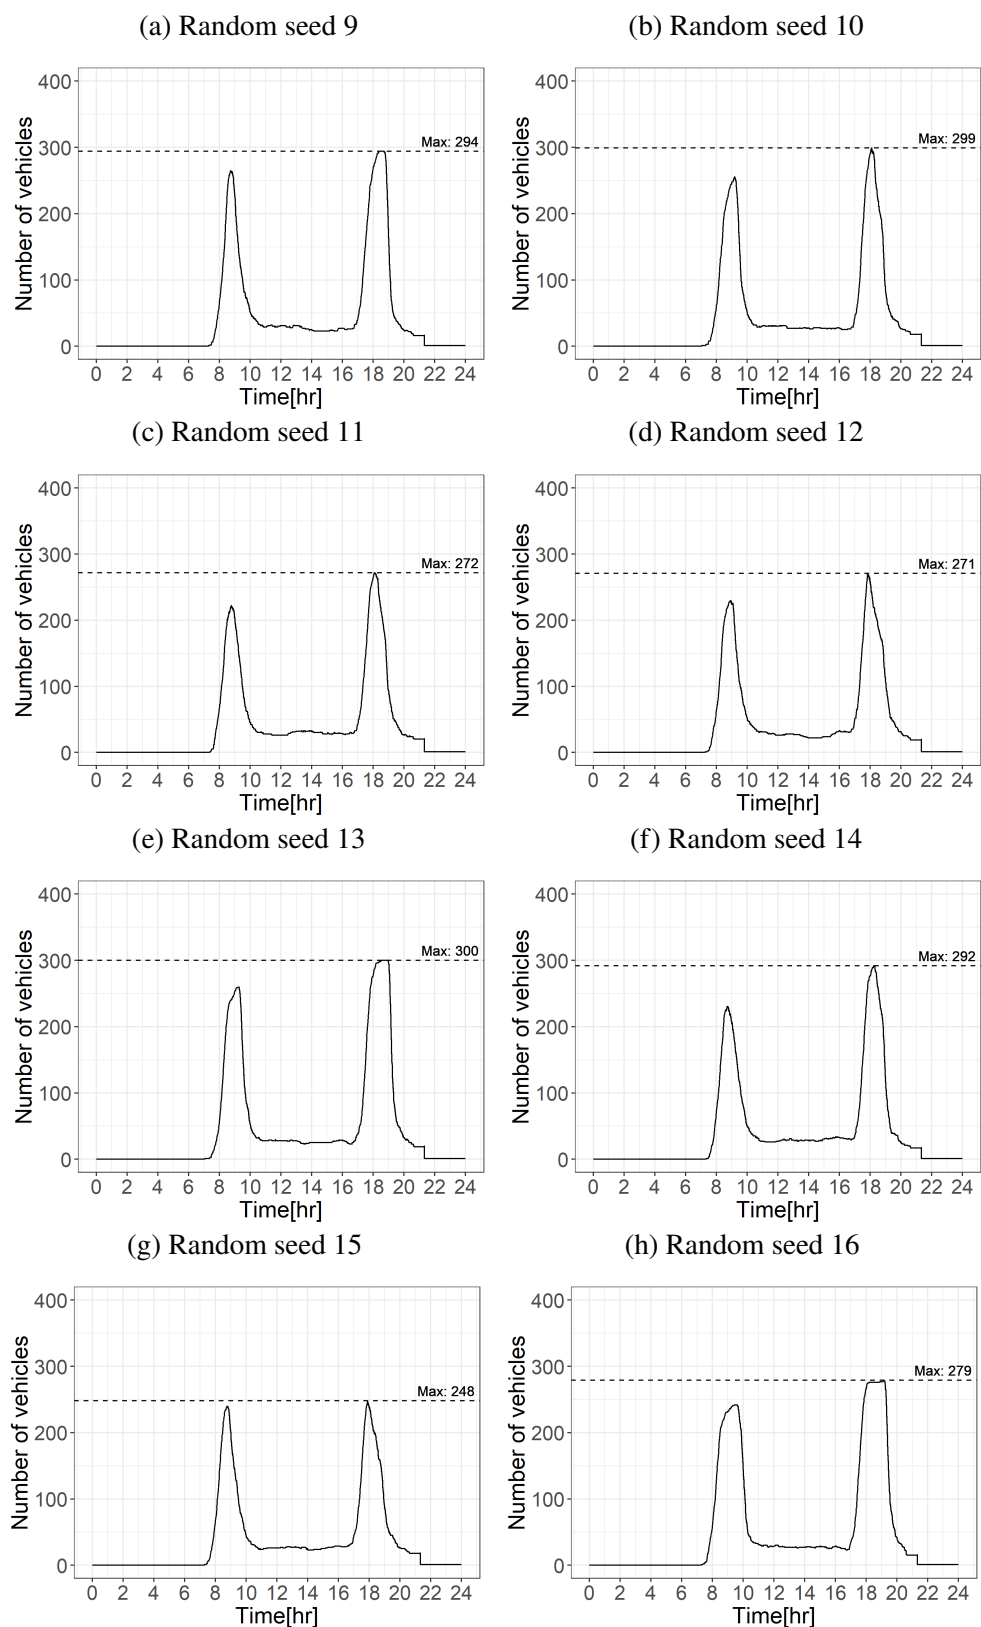 (a) Random seed 9
(b) Random seed 10
Number of vehicles
400
300
200
100
0
Max: 294
0 2 4 6 8 10 12 14 16 18 20 22 24
Time[hr]
Number of vehicles
400
300
200
100
0
Max: 299
0 2 4 6 8 10 12 14 16 18 20 22 24
Time[hr]
(c) Random seed 11
(d) Random seed 12
Number of vehicles
400
300
200
100
0
Max: 272
0 2 4 6 8 10 12 14 16 18 20 22 24
Time[hr]
Number of vehicles
400
300
200
100
0
Max: 271
0 2 4 6 8 10 12 14 16 18 20 22 24
Time[hr]
(e) Random seed 13
(f) Random seed 14
Number of vehicles
400
300
200
100
0
Max: 300
0 2 4 6 8 10 12 14 16 18 20 22 24
Time[hr]
Number of vehicles
400
300
200
100
0
Max: 292
0 2 4 6 8 10 12 14 16 18 20 22 24
Time[hr]
(g) Random seed 15
(h) Random seed 16
Number of vehicles
400
300
200
100
0
Max: 248
0 2 4 6 8 10 12 14 16 18 20 22 24
Time[hr]
Number of vehicles
400
300
200
100
0
Max: 279
0 2 4 6 8 10 12 14 16 18 20 22 24
Time[hr]